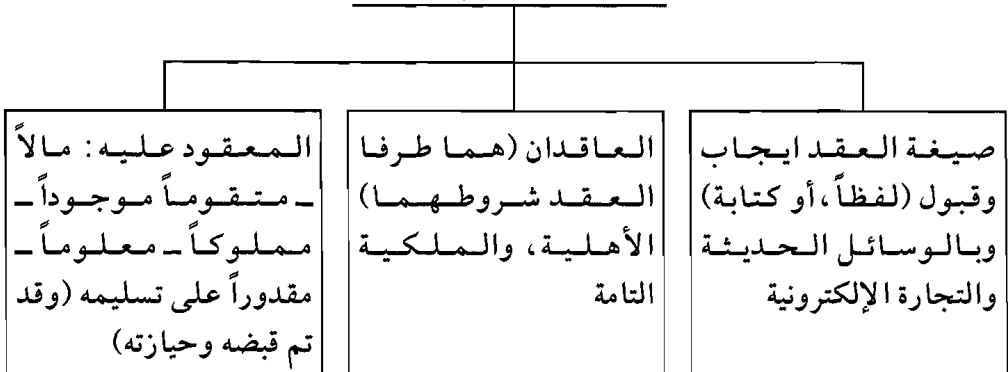 صيغة العقد ايجاب
وقبول (لفظاً، أو كتابة)
وبالوسائل الحديثة
والتجارة الإلكترونية
العاقدان (هما طرفا
العقد شروطهما)
الأهلية، والملكية
التامة
المعقود عليه: مالاً
ـ متقوماً موجوداً ـ
مملوكاً ـ معلوماً ـ
مقدوراً على تسليمه (وقد
تم قبضه وحيازته)